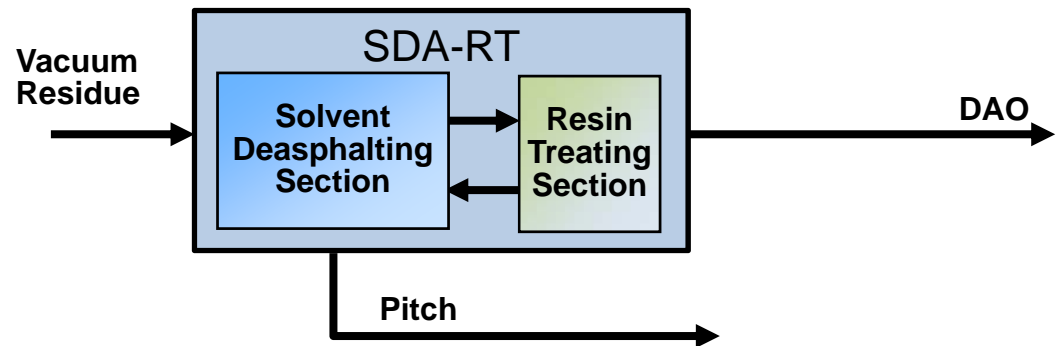 SDA-RT
Vacuum
Residue
Solvent
Deasphalting
Section
Resin
Treating
Section
DAO
Pitch